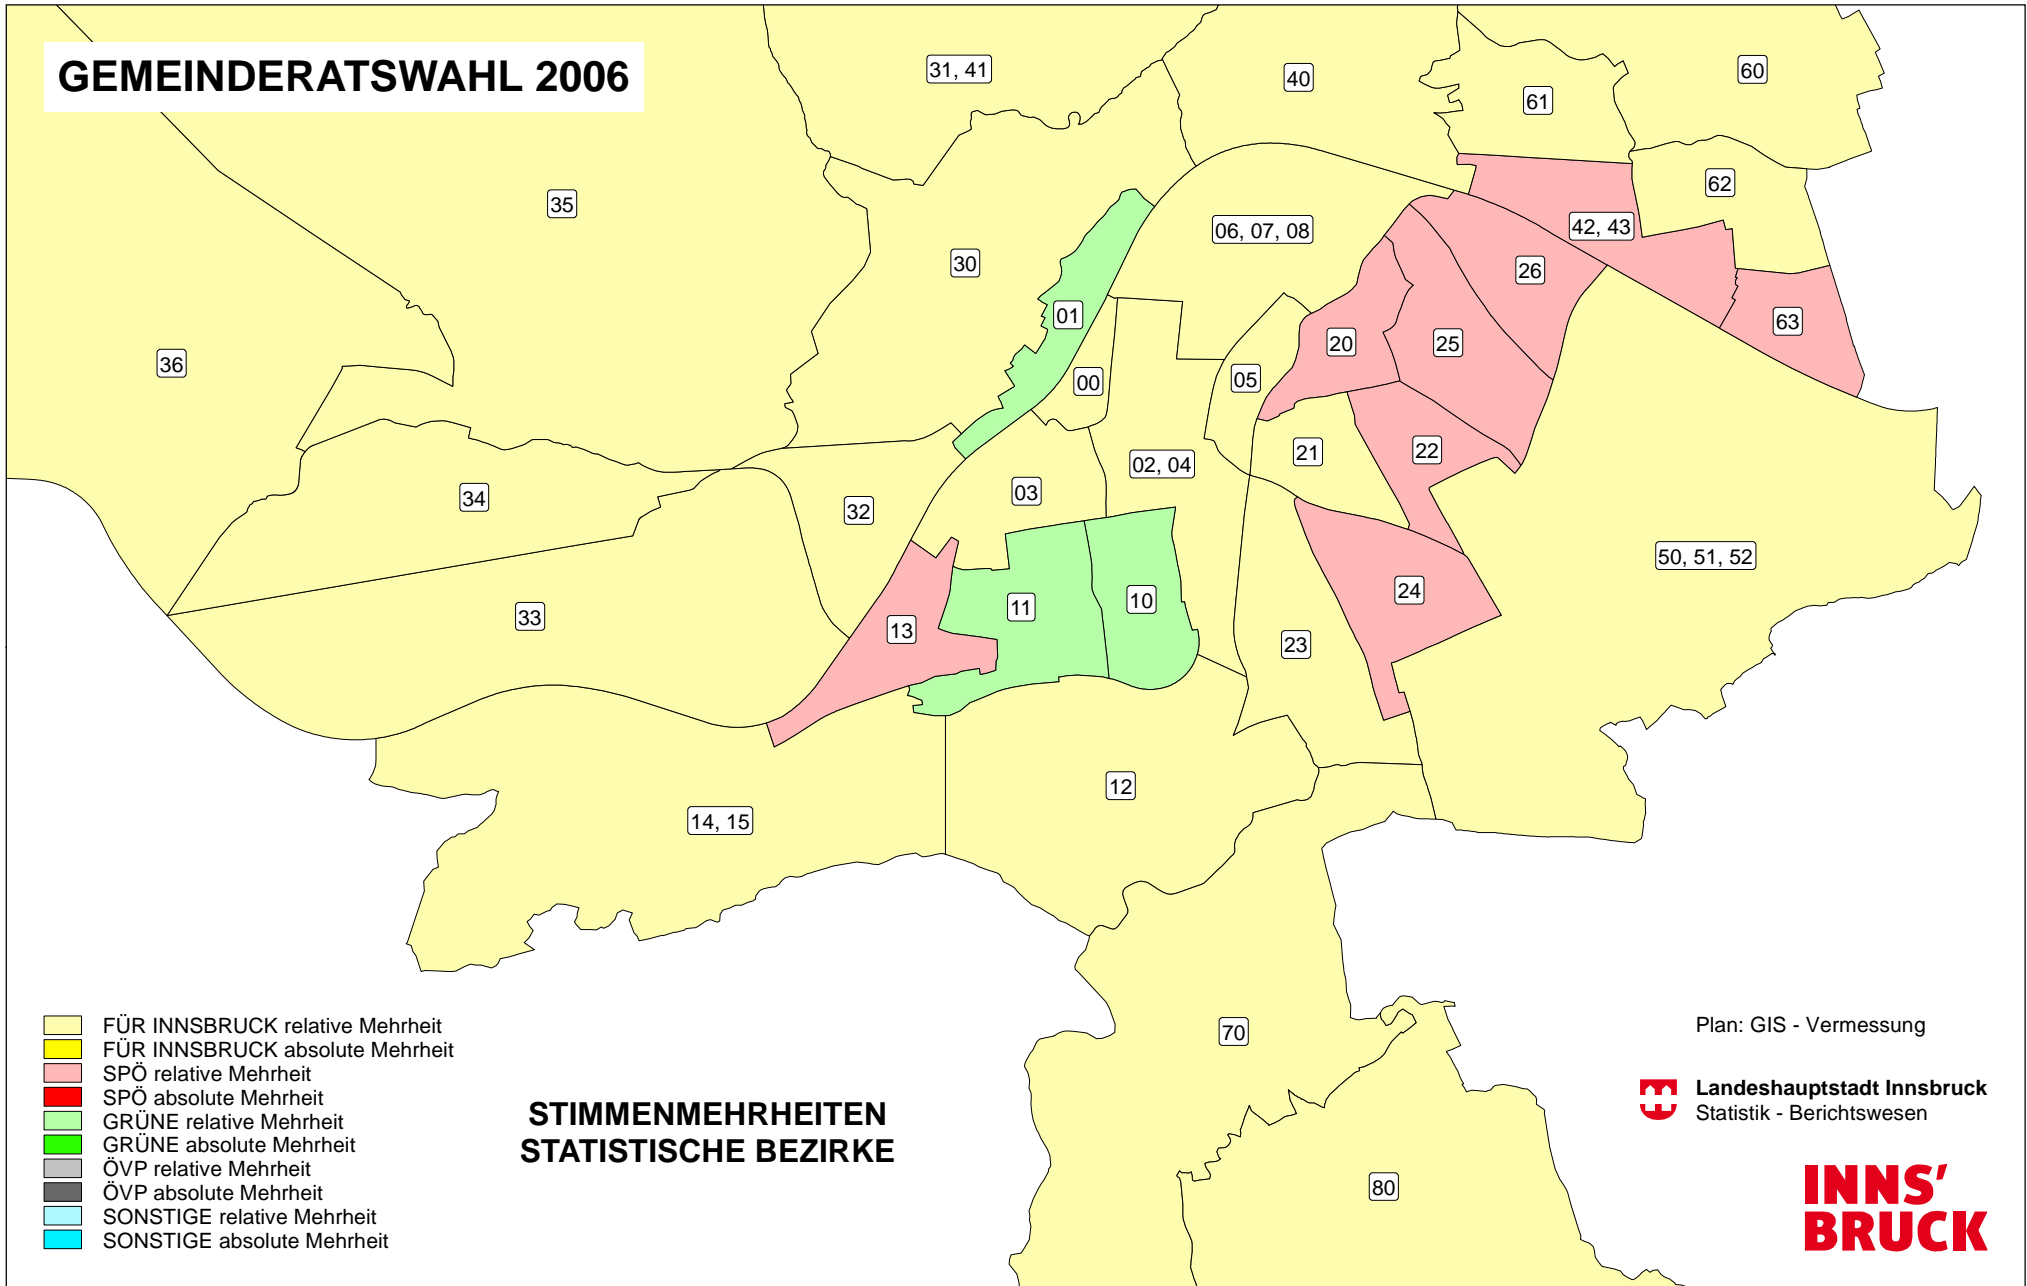 GEMEINDERATSWAHL 2006
31, 41
40
60
61
62
35
42, 43
06, 07, 08
30
26
01
63
20
25
36
05
00
22
21
02, 04
03
34
32
50, 51, 52
24
10
11
33
13
23
12
14, 15
70
80
FÜR INNSBRUCK relative Mehrheit
FÜR INNSBRUCK absolute Mehrheit
SPÖ relative Mehrheit
SPÖ absolute Mehrheit
GRÜNE relative Mehrheit
GRÜNE absolute Mehrheit
ÖVP relative Mehrheit
ÖVP absolute Mehrheit
SONSTIGE relative Mehrheit
SONSTIGE absolute Mehrheit
STIMMENMEHRHEITEN
STATISTISCHE BEZIRKE
Plan: GIS - Vermessung
Landeshauptstadt Innsbruck
Statistik - Berichtswesen
INNS'
BRUCK